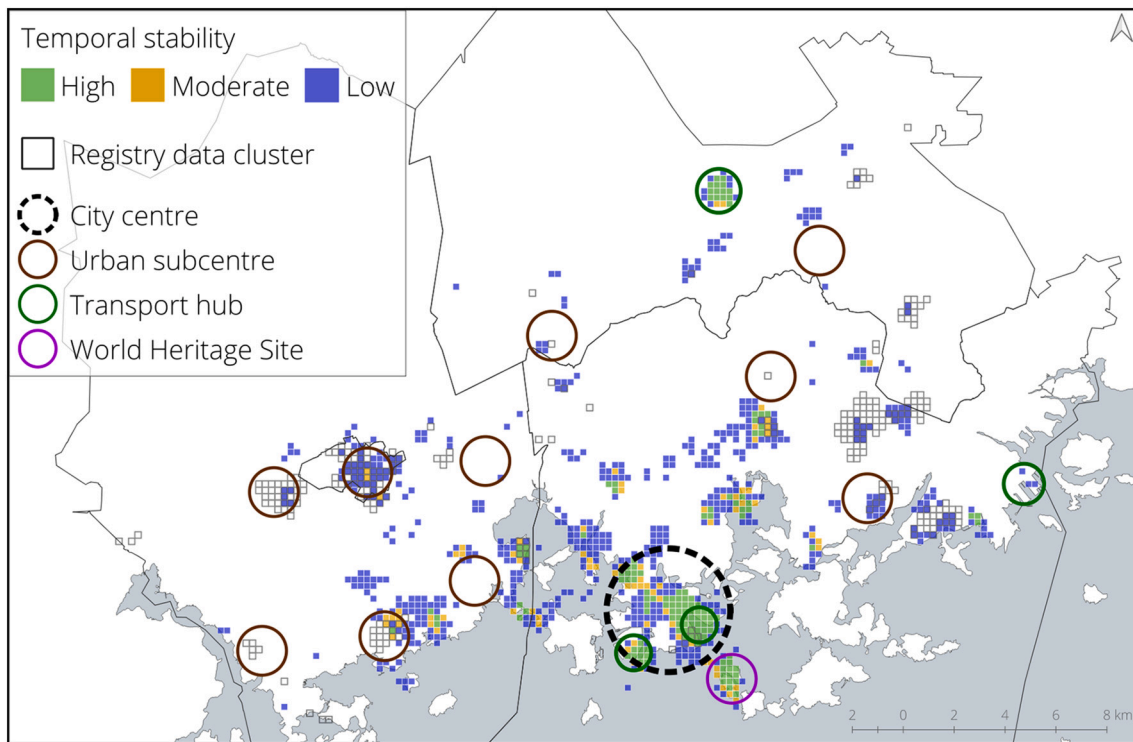 Temporal stability
High Moderate Low
Registry data cluster
City centre
Urban subcentre
Transport hub
World Heritage Site
2 0 2 4 6 8 km